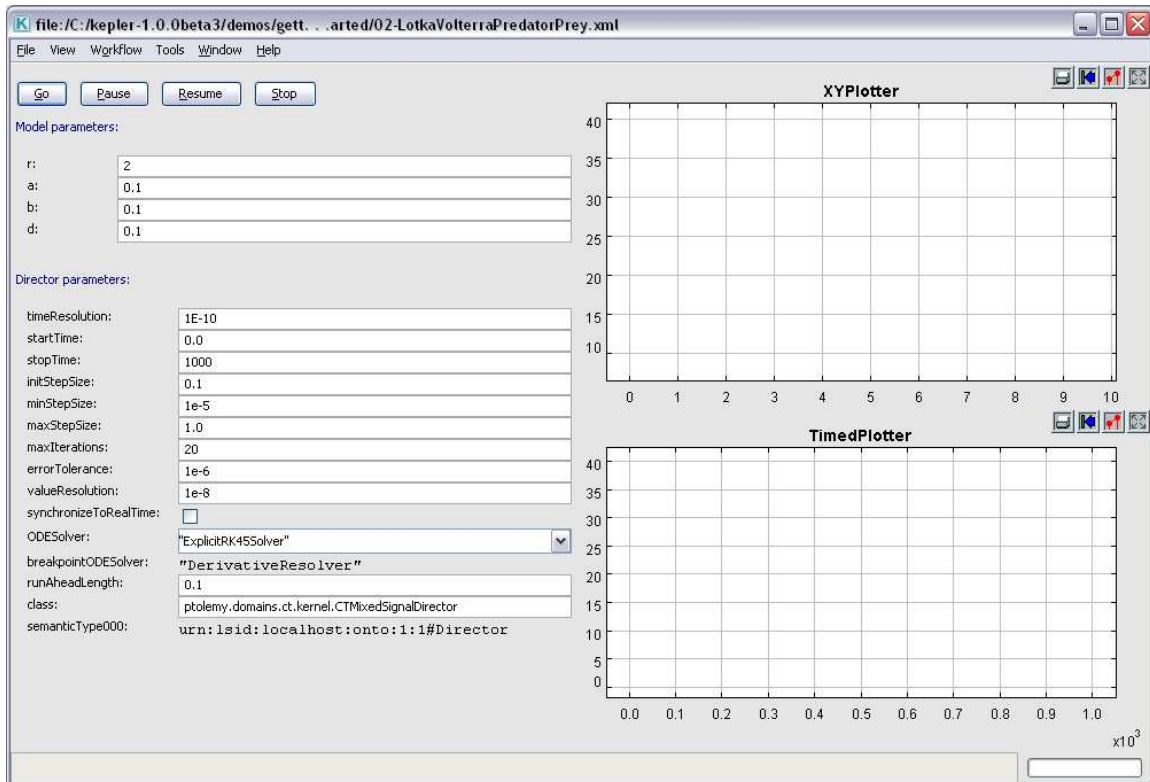 file:/C:/kepler-1.0.0beta3/demos/gett. . .arted/02-LotkaVolterraPredatorPrey.xml
File View Workflow Tools Window Help
Go Pause Resume Stop
Model parameters:
r: 2
a: 0.1
b: 0.1
d: 0.1
Director parameters:
timeResolution: 1E-10
startTime: 0.0
stopTime: 1000
initStepSize: 0.1
minStepSize: 1e-5
maxStepSize: 1.0
maxIterations: 20
errorTolerance: 1e-6
valueResolution: 1e-8
synchronizeToRealTime:
ODESolver: "ExplicitRK45Solver"
breakpointODESolver: "DerivativeResolver"
runAheadLength: 0.1
class: ptolemy.domains.ct.kernel.CTMixedSignalDirector
semanticType000: urn:lsid:localhost:onto:1:1#Director
XYPlotter
40
35
30
25
20
15
10
0 1 2 3 4 5 6 7 8 9 10
TimedPlotter
40
35
30
25
20
15
10
5
0
0.0 0.1 0.2 0.3 0.4 0.5 0.6 0.7 0.8 0.9 1.0
x10³